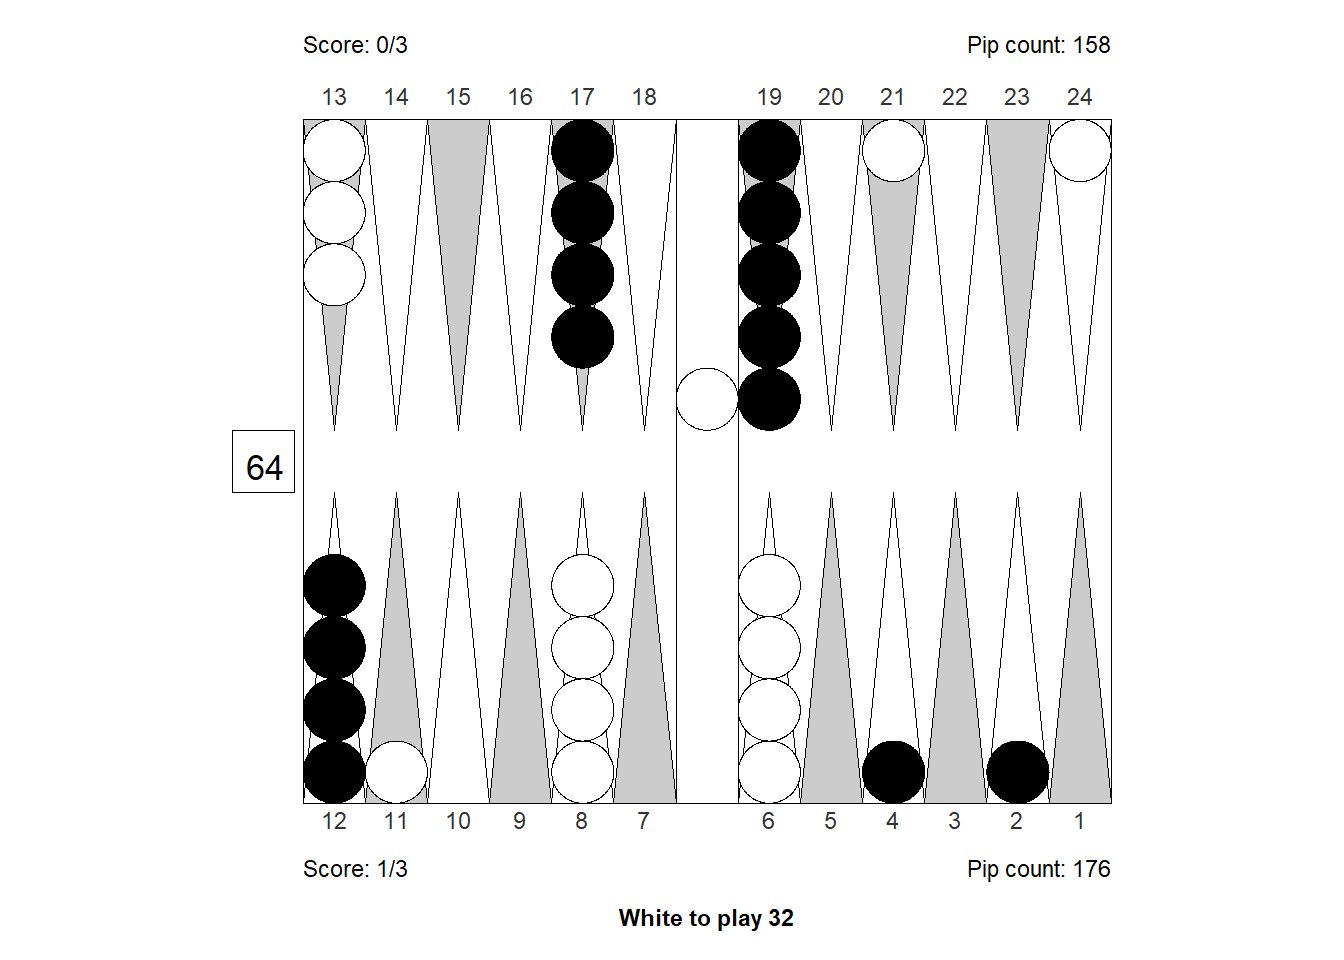 Score: 0/3 Pip count: 158
13 14 15 16 17 18 19 20 21 22 23 24
64
12 11 10 9 8 7 6 5 4 3 2 1
Score: 1/3 Pip count: 176
White to play 32